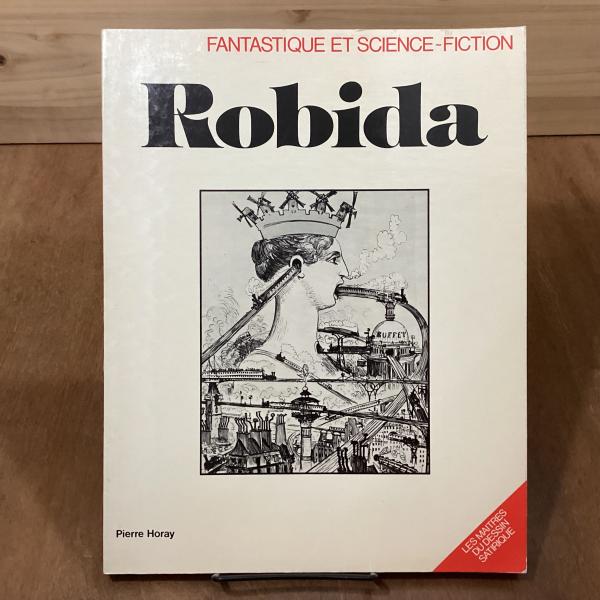 FANTASTIQUE ET SCIENCE-FICTION
Robida
BUFFET
Pierre Horay
LES MAITRES
DU DESSIN
SATIRIQUE